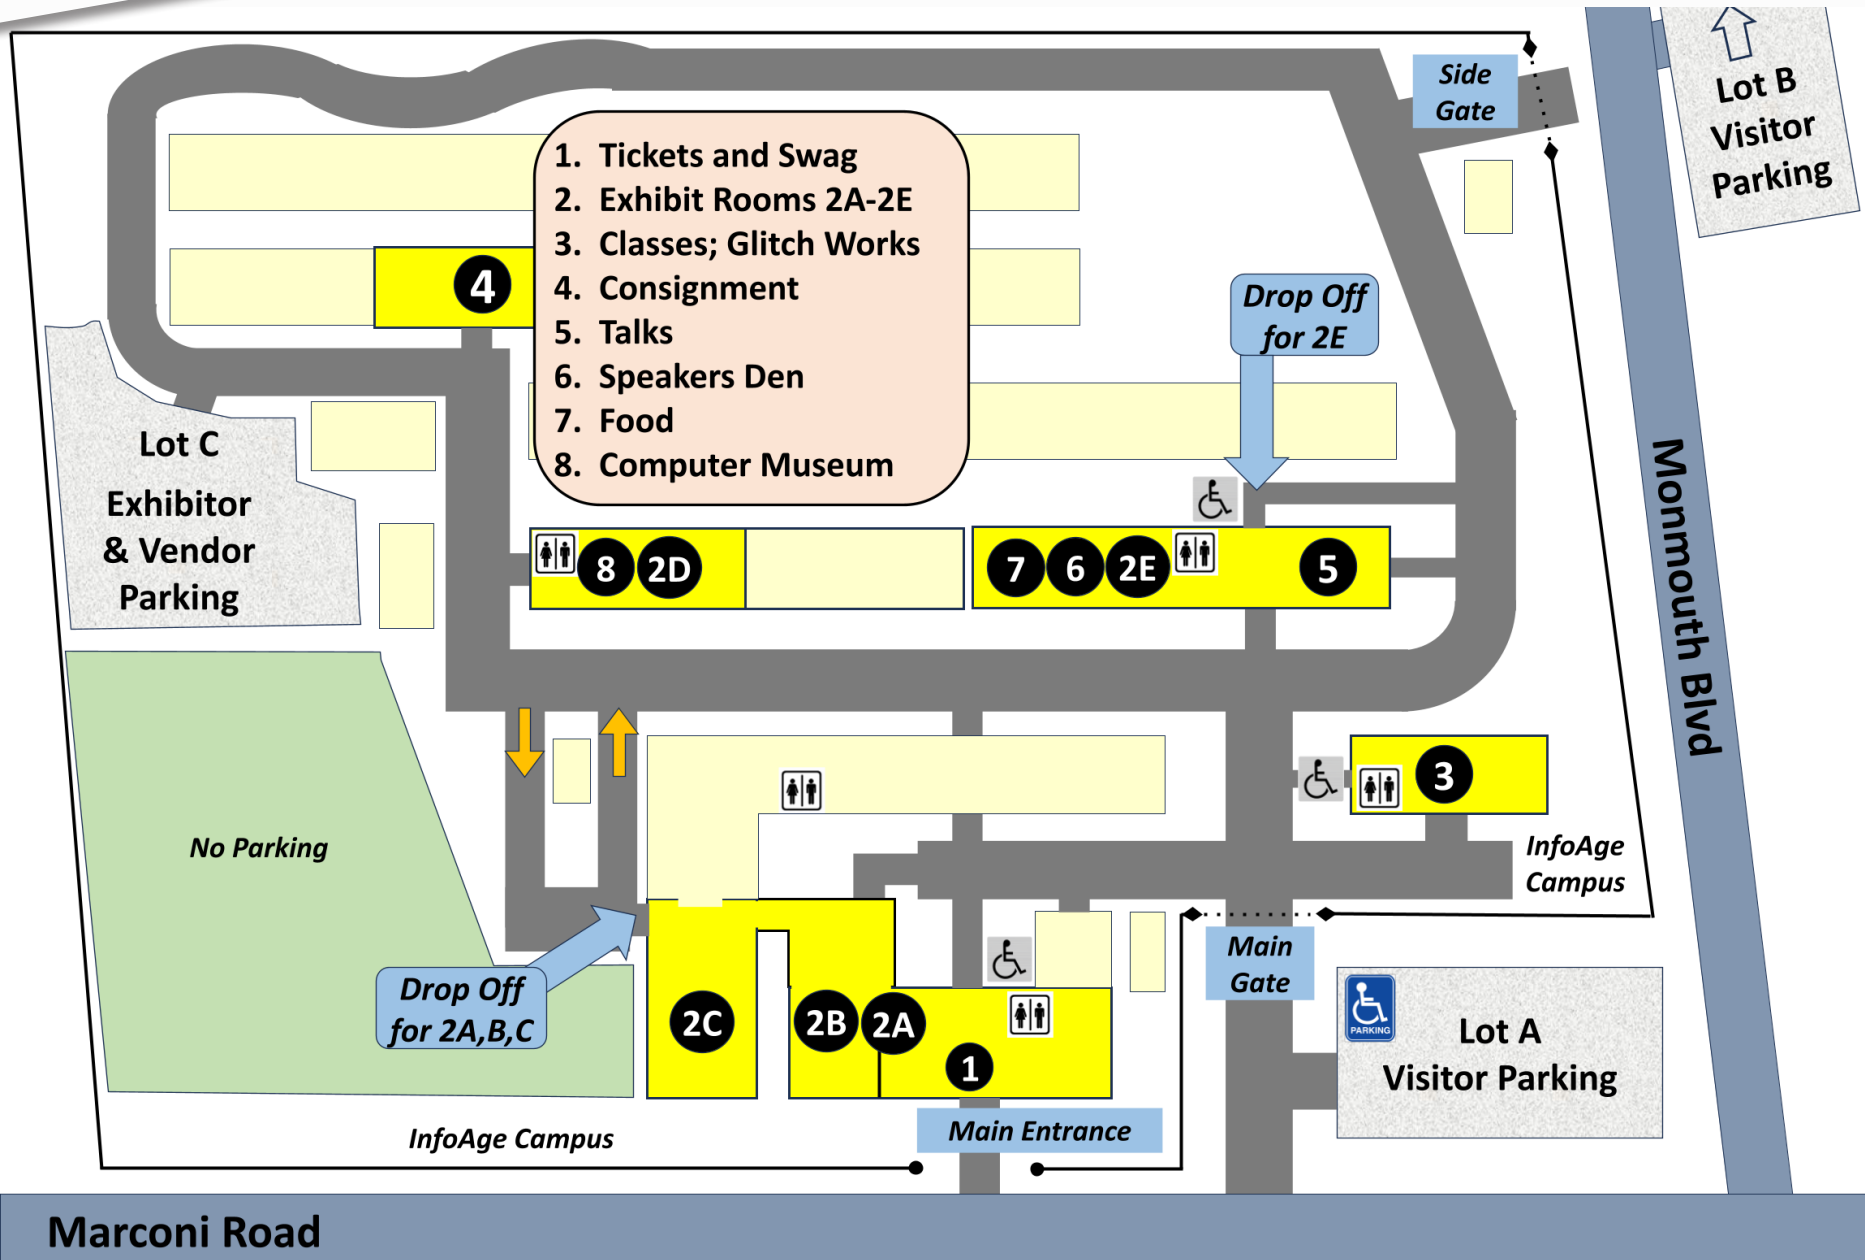 Side
Gate
Lot B
Visitor
Parking
1. Tickets and Swag
2. Exhibit Rooms 2A-2E
3. Classes; Glitch Works
4. Consignment
5. Talks
6. Speakers Den
7. Food
8. Computer Museum
4
Drop Off
for 2E
Lot C
Exhibitor
& Vendor
Parking
8
2D
7
6
2E
5
Monmouth Blvd
3
No Parking
InfoAge
Campus
Main
Gate
Drop Off
for 2A,B,C
2C
2B
2A
1
PARKING
Lot A
Visitor Parking
Main Entrance
InfoAge Campus
Marconi Road